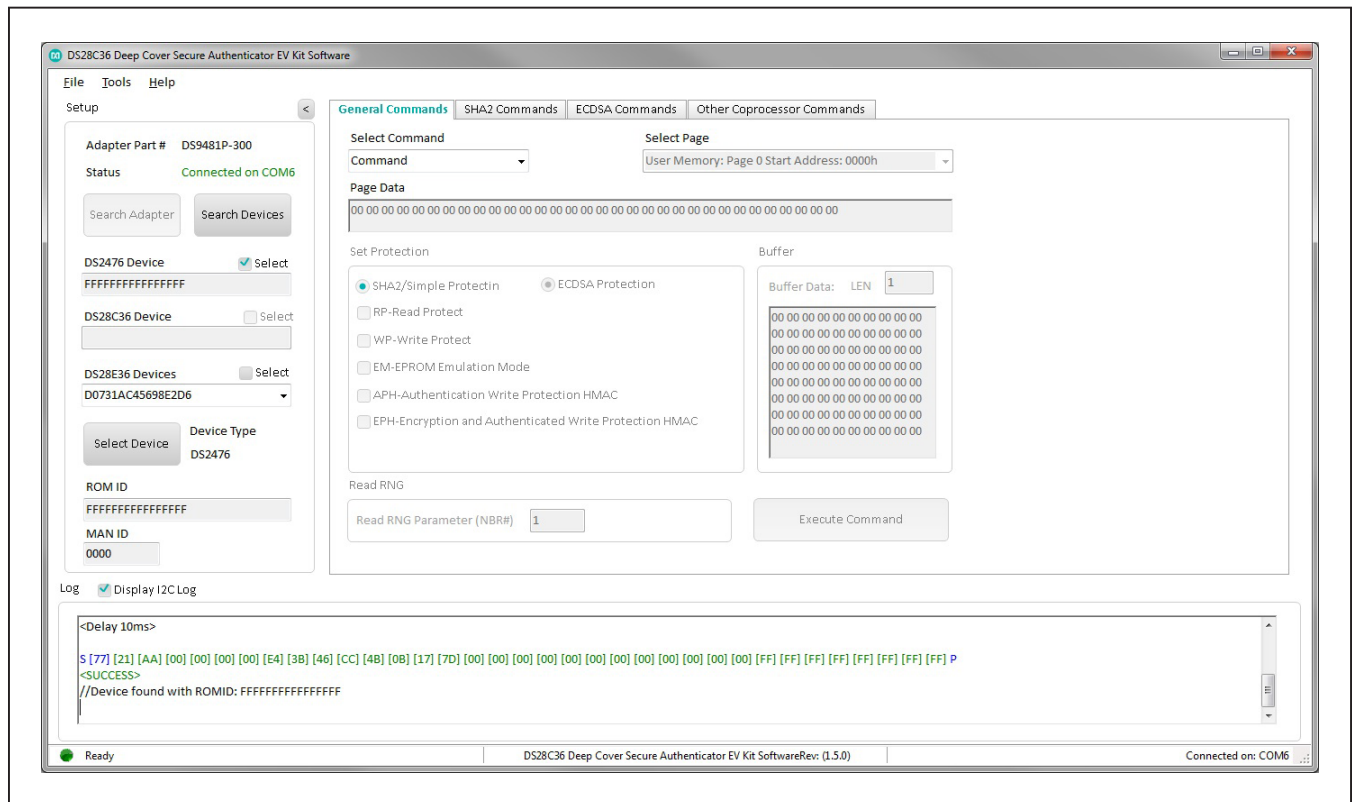 DS28C36 Deep Cover Secure Authenticator EV Kit Software
File Tools Help
Setup <
Adapter Part # DS9481P-300
Status Connected on COM6
Search Adapter Search Devices
DS2476 Device Select
FFFFFFFFFFFFFFFF
DS28C36 Device Select
DS28E36 Devices Select
D0731AC45698E2D6
Select Device
Device Type
DS2476
ROM ID
FFFFFFFFFFFFFFFF
MAN ID
0000
General Commands SHA2 Commands ECDSA Commands Other Coprocessor Commands
Select Command Select Page
Command User Memory: Page 0 Start Address: 0000h
Page Data
00 00 00 00 00 00 00 00 00 00 00 00 00 00 00 00 00 00 00 00 00 00 00 00 00 00 00 00 00 00 00 00
Set Protection
SHA2/Simple Protectin ECDSA Protection
RP-Read Protect
WP-Write Protect
EM-EPROM Emulation Mode
APH-Authentication Write Protection HMAC
EPH-Encryption and Authenticated Write Protection HMAC
Buffer
Buffer Data: LEN 1
00 00 00 00 00 00 00 00 00 00
00 00 00 00 00 00 00 00 00 00
00 00 00 00 00 00 00 00 00 00
00 00 00 00 00 00 00 00 00 00
00 00 00 00 00 00 00 00 00 00
00 00 00 00 00 00 00 00 00 00
00 00 00 00 00 00 00 00 00 00
00 00 00 00 00 00 00 00 00 00
Read RNG
Read RNG Parameter (NBR#) 1
Execute Command
Log Display I2C Log
<Delay 10ms>
S [77] [21] [AA] [00] [00] [00] [00] [E4] [3B] [46] [CC] [4B] [0B] [17] [7D] [00] [00] [00] [00] [00] [00] [00] [00] [00] [00] [00] [00] [FF] [FF] [FF] [FF] [FF] [FF] [FF] [FF] P
<SUCCESS>
//Device found with ROMID: FFFFFFFFFFFFFFFF
Ready DS28C36 Deep Cover Secure Authenticator EV Kit SoftwareRev: (1.5.0) Connected on: COM6